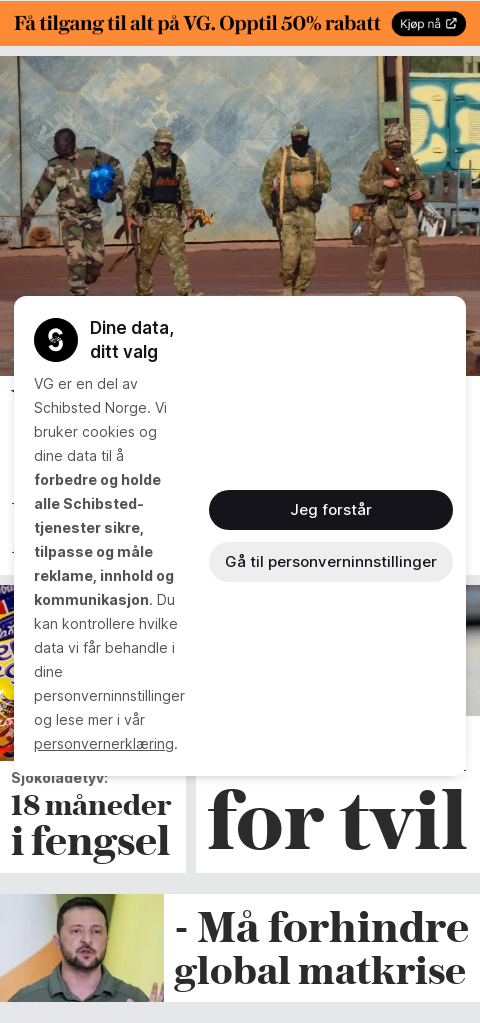 Få tilgang til alt på VG. Opptil 50% rabatt
Kjøp nå
Dine data,
ditt valg
VG er en del av
Schibsted Norge. Vi
bruker cookies og
dine data til å
forbedre og holde
alle Schibsted-
tjenester sikre,
tilpasse og måle
reklame, innhold og
kommunikasjon. Du
kan kontrollere hvilke
data vi får behandle i
dine
personverninnstillinger
og lese mer i vår
personvernerklæring.
Jeg forstår
Gå til personverninnstillinger
Sjokoladetyv:
18 måneder
i fengsel
for tvil
- Må forhindre
global matkrise